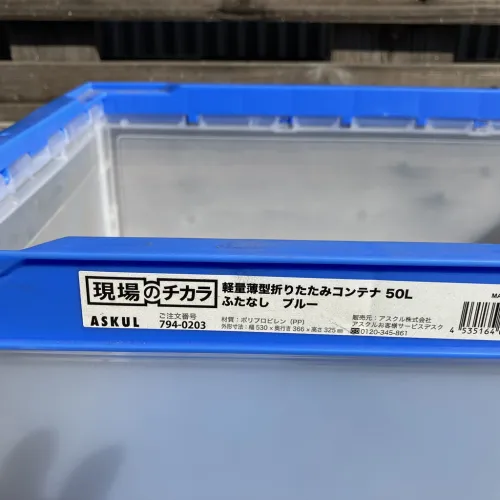 現場のチカラ
軽量薄型折りたたみコンテナ 50L
ふたなし ブルー
ASKUL
ご注文番号
794-0203
材質:ポリプロピレン(PP)
外形寸法:幅530×奥行き366×高さ325㎜
販売元:アスクル株式会社
アスクルお客様サービスデスク
0120-345-861
MA
4 535164